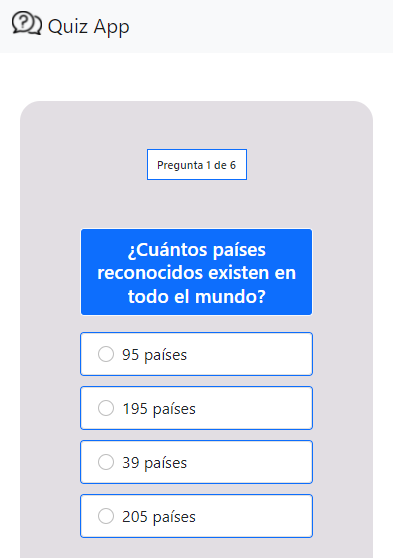 Quiz App
Pregunta 1 de 6
¿Cuántos países
reconocidos existen en
todo el mundo?
95 países
195 países
39 países
205 países